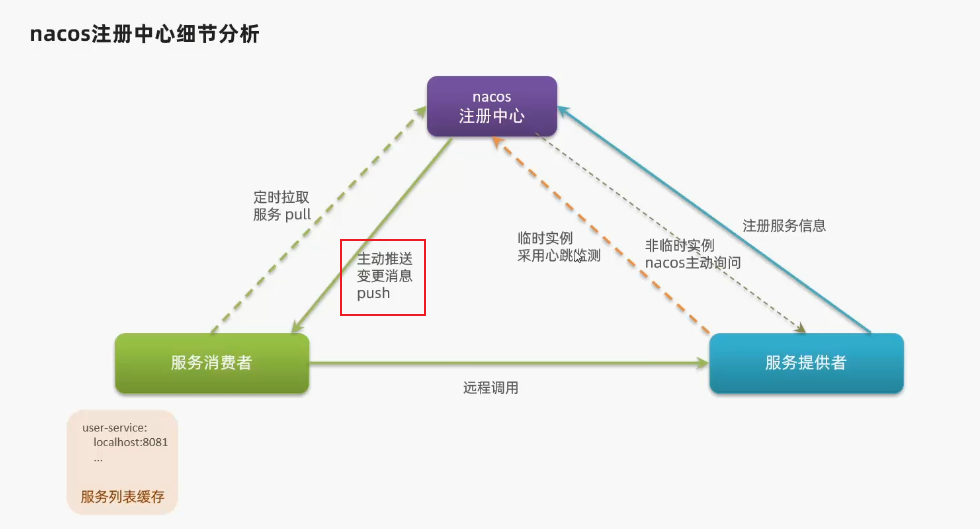 nacos注册中心细节分析
nacos
注册中心
定时拉取
服务 pull
主动推送
变更消息
push
临时实例
采用心跳监测
非临时实例
nacos主动询问
注册服务信息
服务消费者
远程调用
服务提供者
user-service:
localhost:8081
...
服务列表缓存